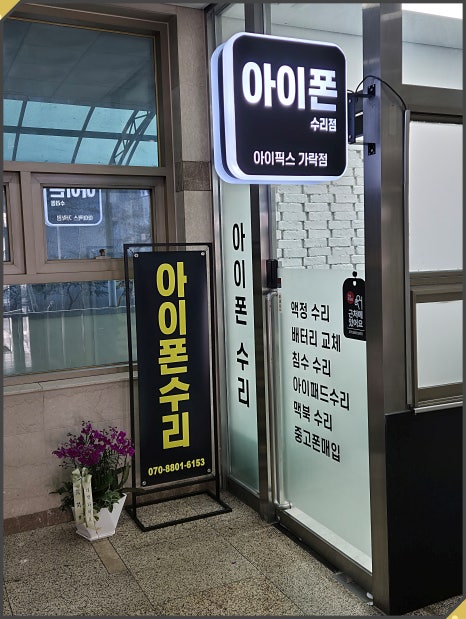 아이폰
수리점
아이픽스 가락점
아이폰 수리
아이폰수리
070-8801-6153
액정 수리
배터리 교체
침수 수리
아이패드수리
맥북 수리
중고폰매입